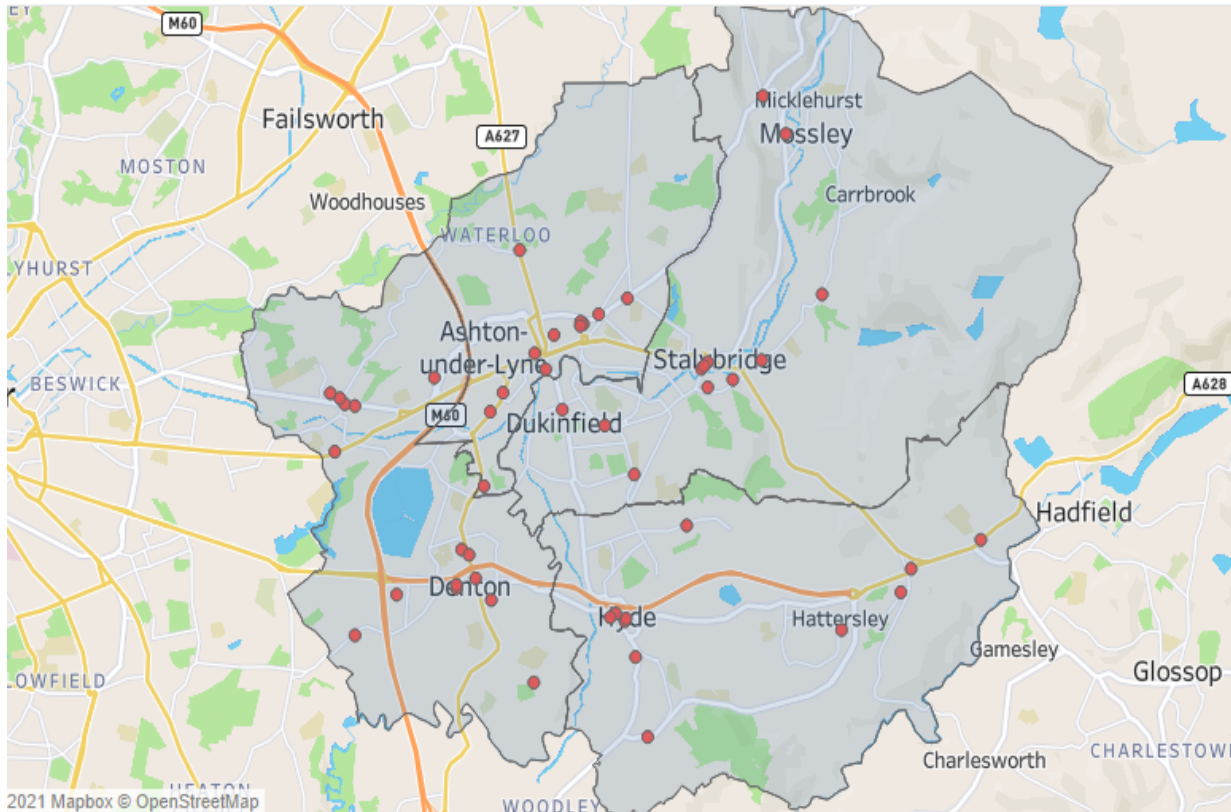 M60
Failsworth
MOSTON
Woodhouses
A627
Micklehurst
Mossley
Carrbrook
WATERLOO
LYHURST
Ashton-
under-Lyne
Stalybridge
BESWICK
A628
M60
Dukinfield
Hadfield
Denton
Hyde
Hattersley
Gamesley
Glossop
LOWFIELD
Charlesworth
CHARLESTOW
HEATON
WOODLEY
2021 Mapbox © OpenStreetMap